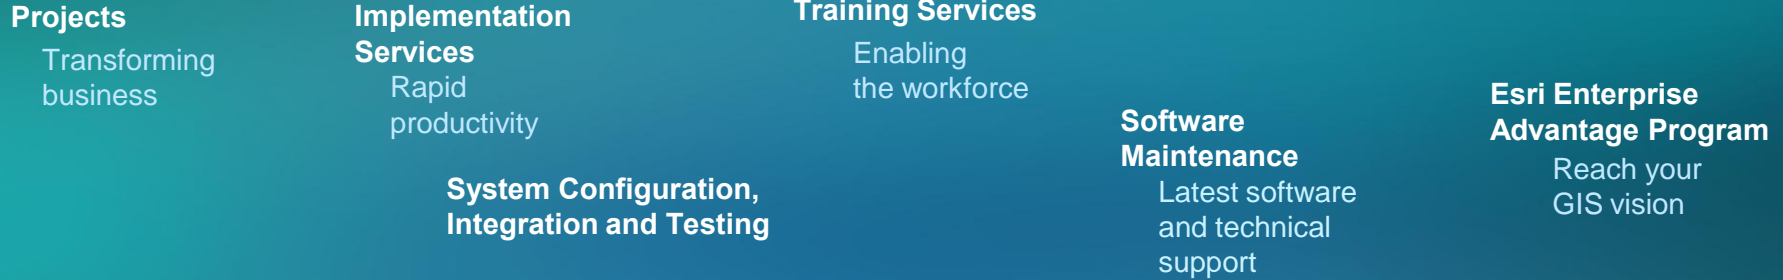 Projects
Transforming
business
Implementation
Services
Rapid
productivity
System Configuration,
Integration and Testing
Training Services
Enabling
the workforce
Software
Maintenance
Latest software
and technical
support
Esri Enterprise
Advantage Program
Reach your
GIS vision